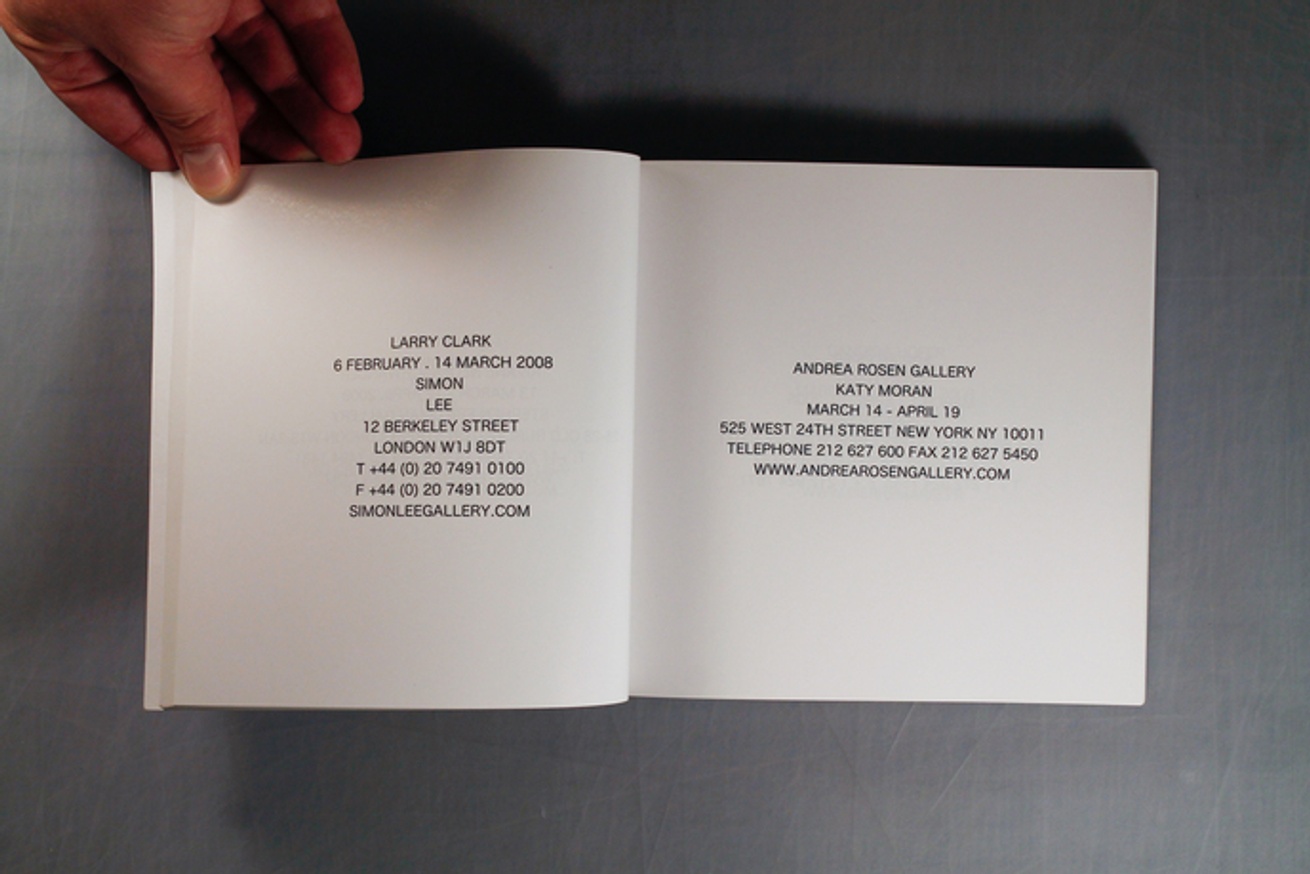 LARRY CLARK
6 FEBRUARY . 14 MARCH 2008
SIMON
LEE
12 BERKELEY STREET
LONDON W1J 8DT
T +44 (0) 20 7491 0100
F +44 (0) 20 7491 0200
SIMONLEEGALLERY.COM
ANDREA ROSEN GALLERY
KATY MORAN
MARCH 14 - APRIL 19
525 WEST 24TH STREET NEW YORK NY 10011
TELEPHONE 212 627 600 FAX 212 627 5450
WWW.ANDREAROSENGALLERY.COM